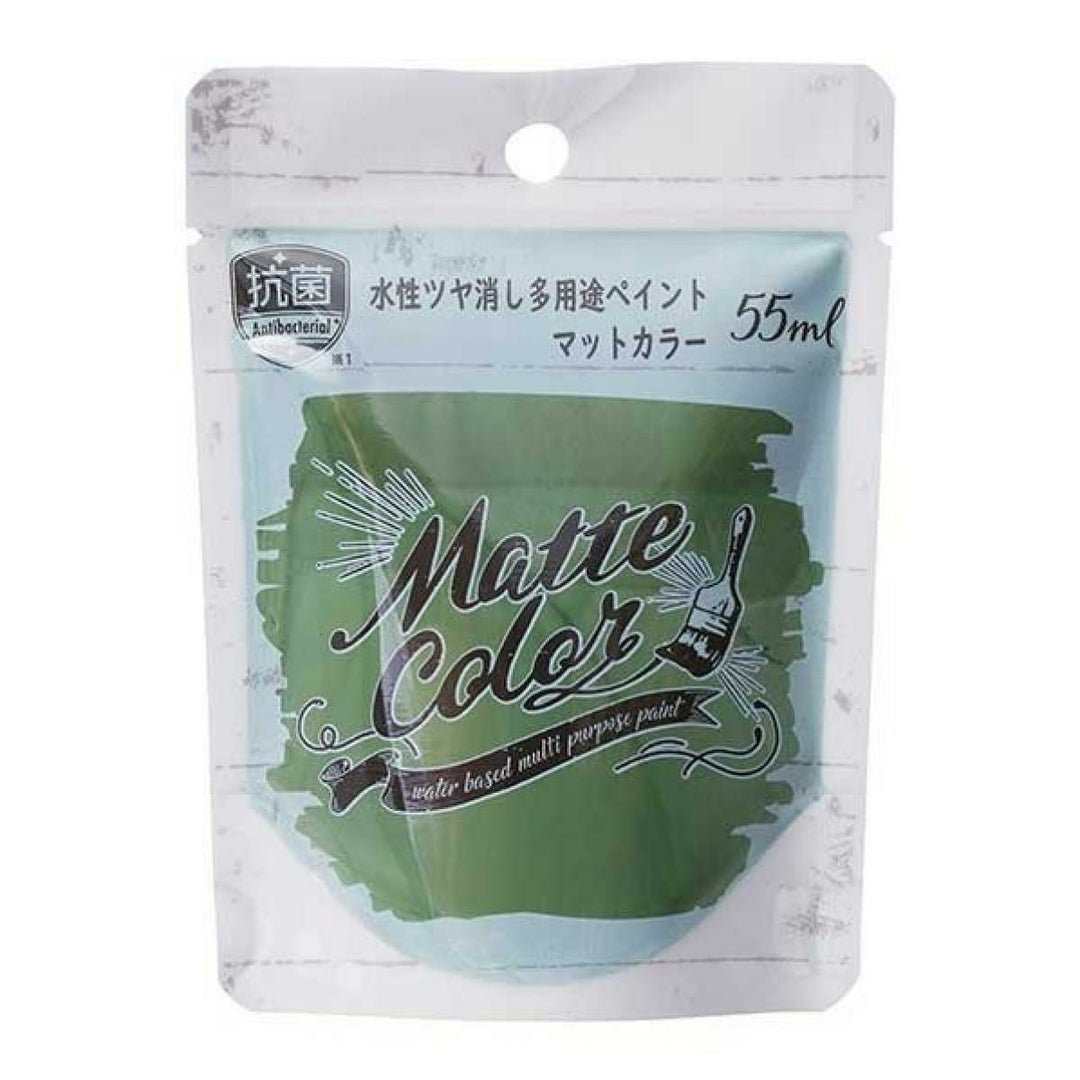 抗菌
Antibacterial
水性ツヤ消し多用途ペイント
マットカラー
55ml
Matte
Color
water based multi purpose paint